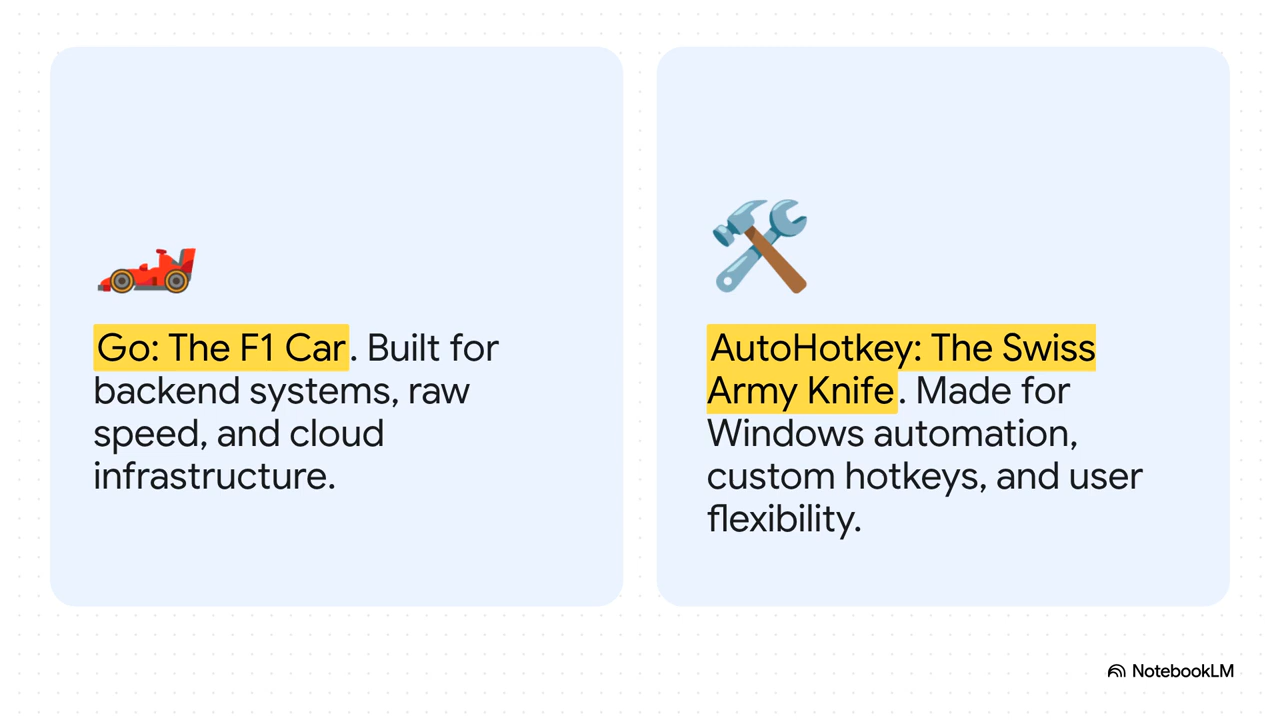 Go: The F1 Car. Built for
backend systems, raw
speed, and cloud
infrastructure.
AutoHotkey: The Swiss
Army Knife. Made for
Windows automation,
custom hotkeys, and user
flexibility.
NotebookLM